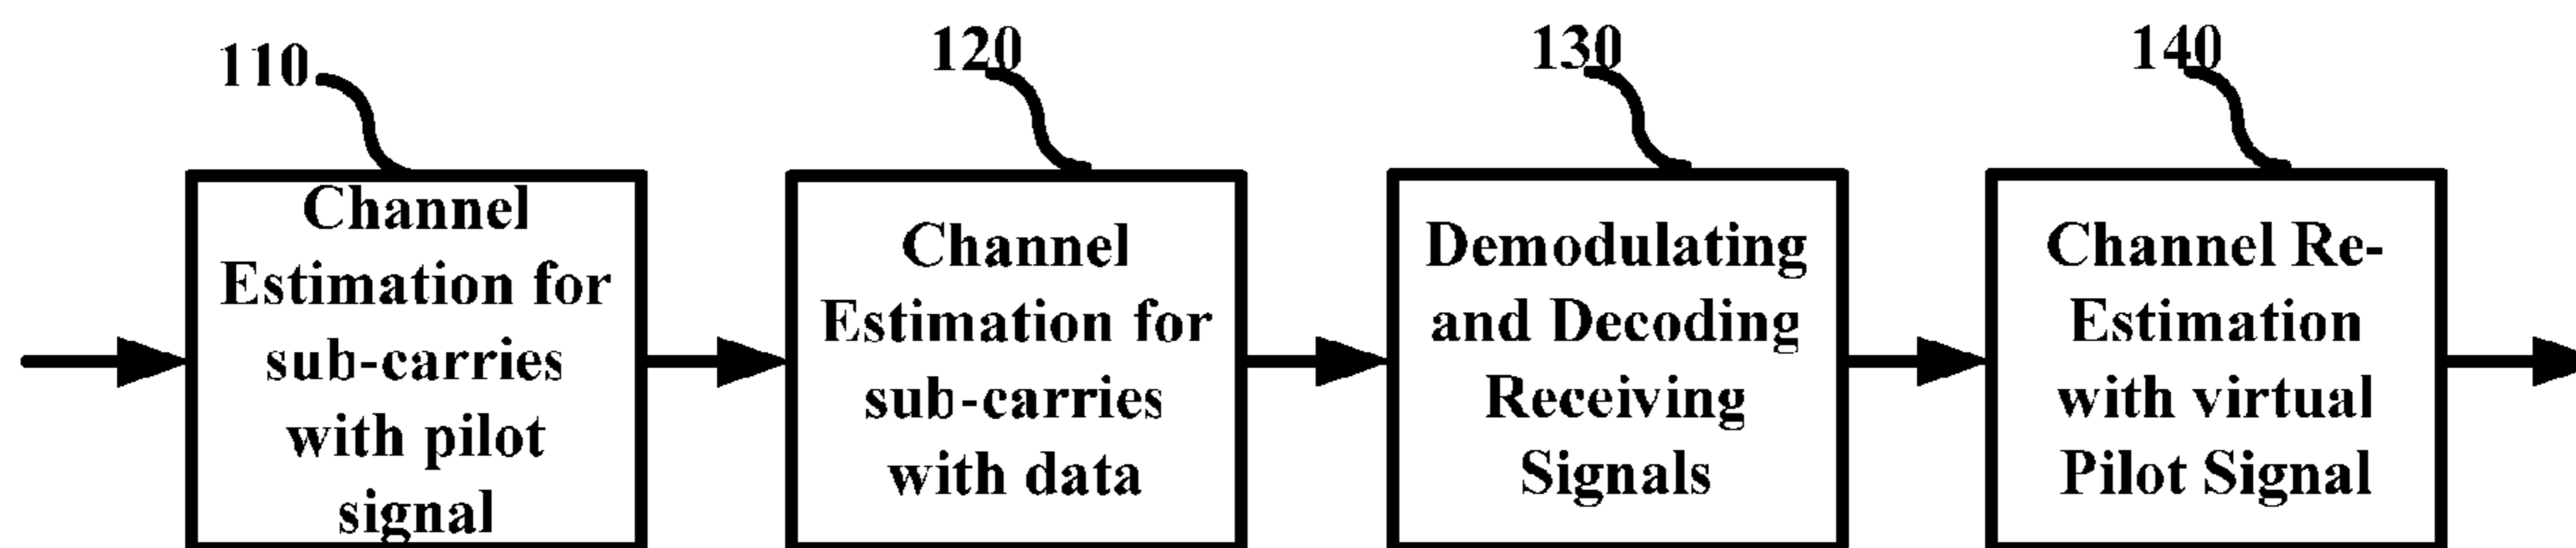 110
120
130
140
Channel
Estimation for
sub-carries
with pilot
signal
Channel
Estimation for
sub-carries
with data
Demodulating
and Decoding
Receiving
Signals
Channel Re-
Estimation
with virtual
Pilot Signal